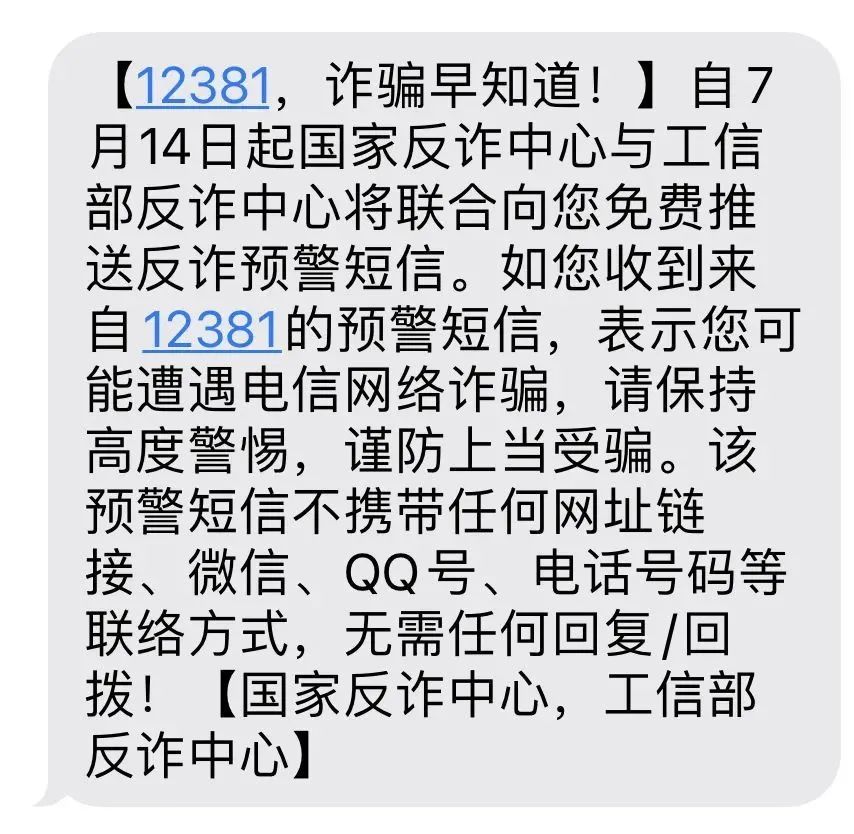 【12381，诈骗早知道！】自7
月14日起国家反诈中心与工信
部反诈中心将联合向您免费推
送反诈预警短信。如您收到来
自12381的预警短信，表示您可
能遭遇电信网络诈骗，请保持
高度警惕，谨防上当受骗。该
预警短信不携带任何网址链
接、微信、QQ号、电话号码等
联络方式，无需任何回复/回
拨！【国家反诈中心，工信部
反诈中心】